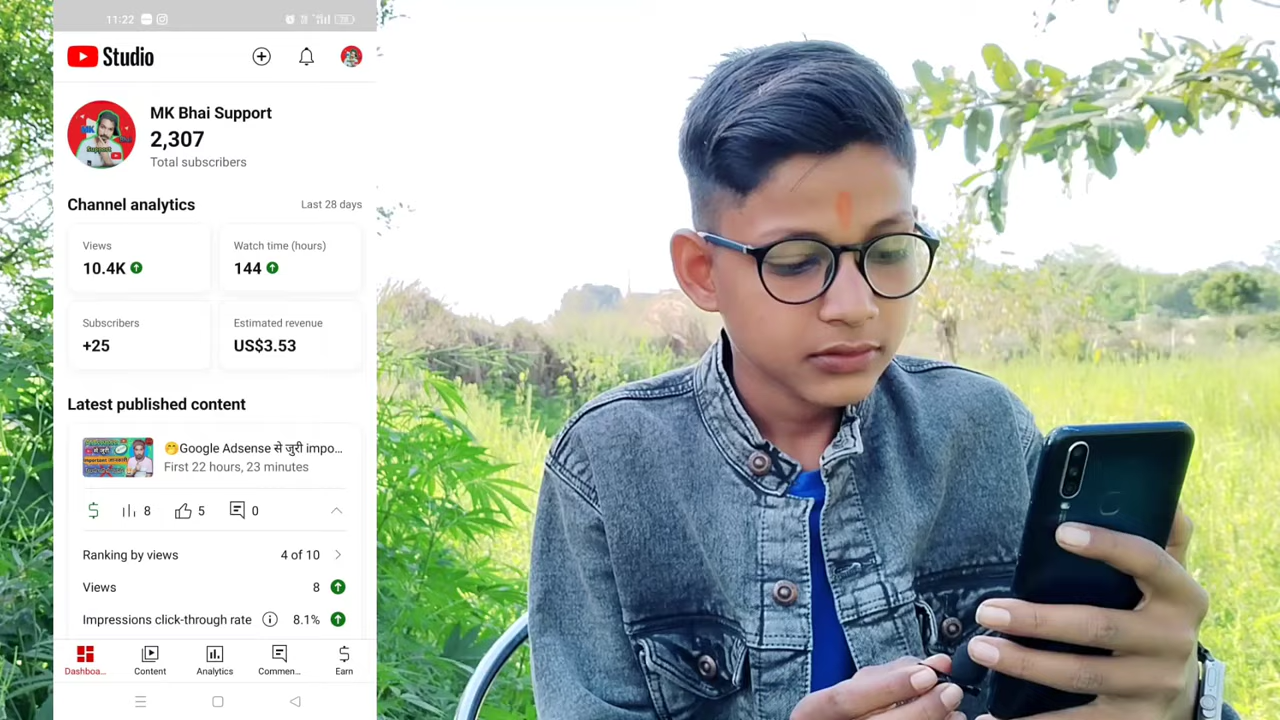 11:22
Studio
MK Bhai Support
2,307
Total subscribers
Channel analytics
Last 28 days
Views
Watch time (hours)
10.4K
144
Subscribers
Estimated revenue
+25
US$3.53
Latest published content
🤭Google Adsense से जुरी impo...
First 22 hours, 23 minutes
8
5
0
Ranking by views
4 of 10
Views
8
Impressions click-through rate
8.1%
Dashboa...
Content
Analytics
Commen...
Earn